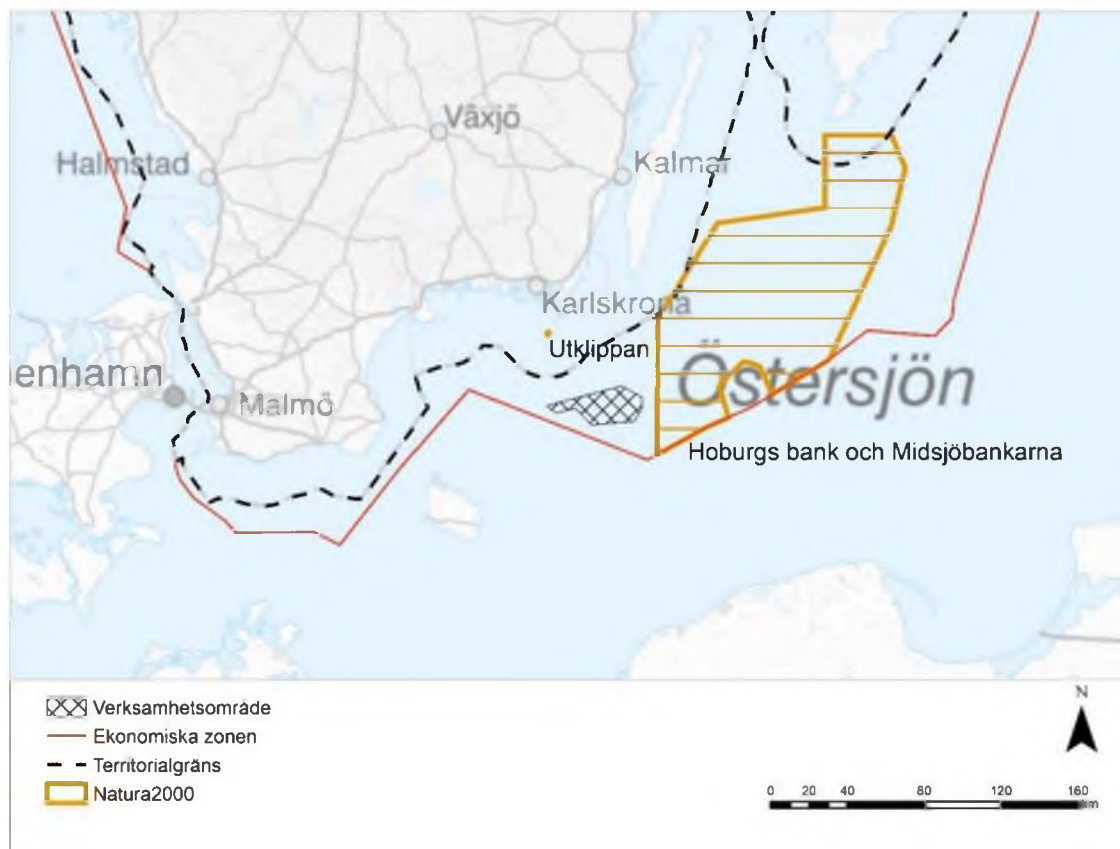 Växjö
Halmstad
Kalmar
Karlskrona
Utklippan
enhamn
Malmö
Östersjön
Hoburgs bank och Midsjöbankarna
Verksamhetsområde
Ekonomiska zonen
Territorialgräns
Natura2000
N
0 20 40 80 120 160
km